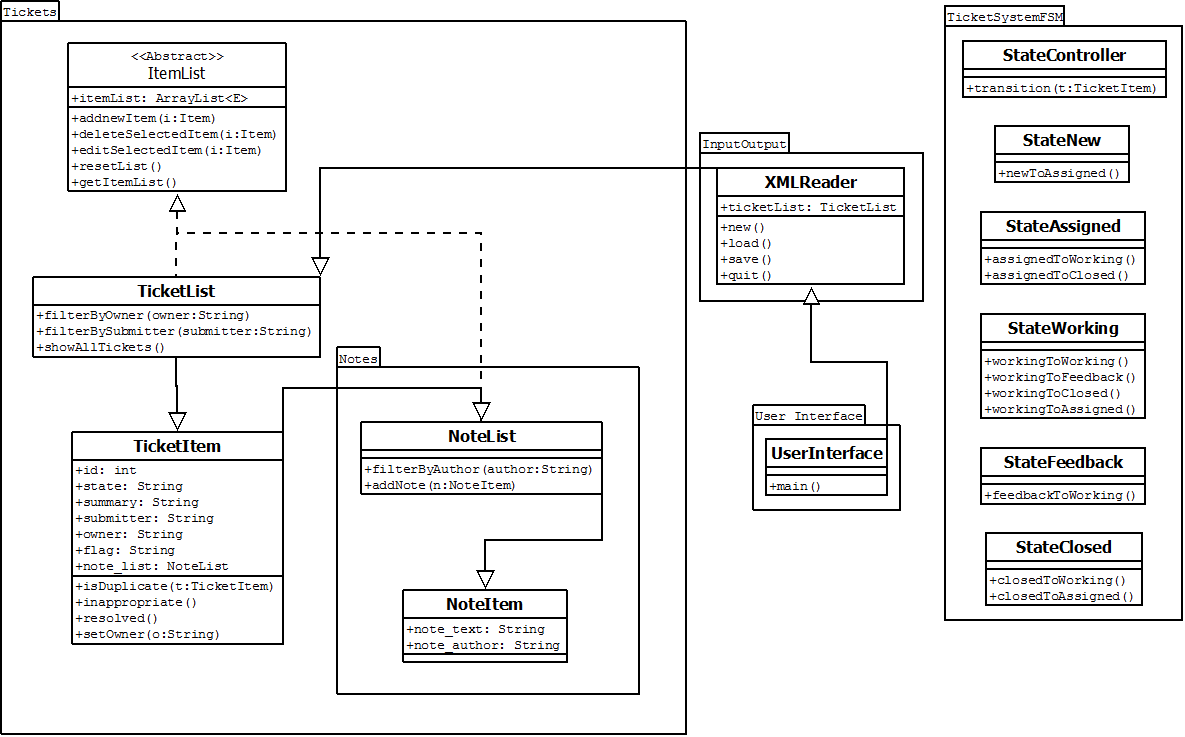 Tickets
<<Abstract>>
ItemList
+itemList: ArrayList<E>
+addnewItem(i:Item)
+deleteSelectedItem(i:Item)
+editSelectedItem(i:Item)
+resetList()
+getItemList()
TicketList
+filterByOwner(owner:String)
+filterBySubmitter(submitter:String)
+showAllTickets()
TicketItem
+id: int
+state: String
+summary: String
+submitter: String
+owner: String
+flag: String
+note_list: NoteList
+isDuplicate(t:TicketItem)
+inappropriate()
+resolved()
+setOwner(o:String)
Notes
NoteList
+filterByAuthor(author:String)
+addNote(n:NoteItem)
NoteItem
+note_text: String
+note_author: String
InputOutput
XMLReader
+ticketList: TicketList
+new()
+load()
+save()
+quit()
User Interface
UserInterface
+main()
TicketSystemFSM
StateController
+transition(t:TicketItem)
StateNew
+newToAssigned()
StateAssigned
+assignedToWorking()
+assignedToClosed()
StateWorking
+workingToWorking()
+workingToFeedback()
+workingToClosed()
+workingToAssigned()
StateFeedback
+feedbackToWorking()
StateClosed
+closedToWorking()
+closedToAssigned()